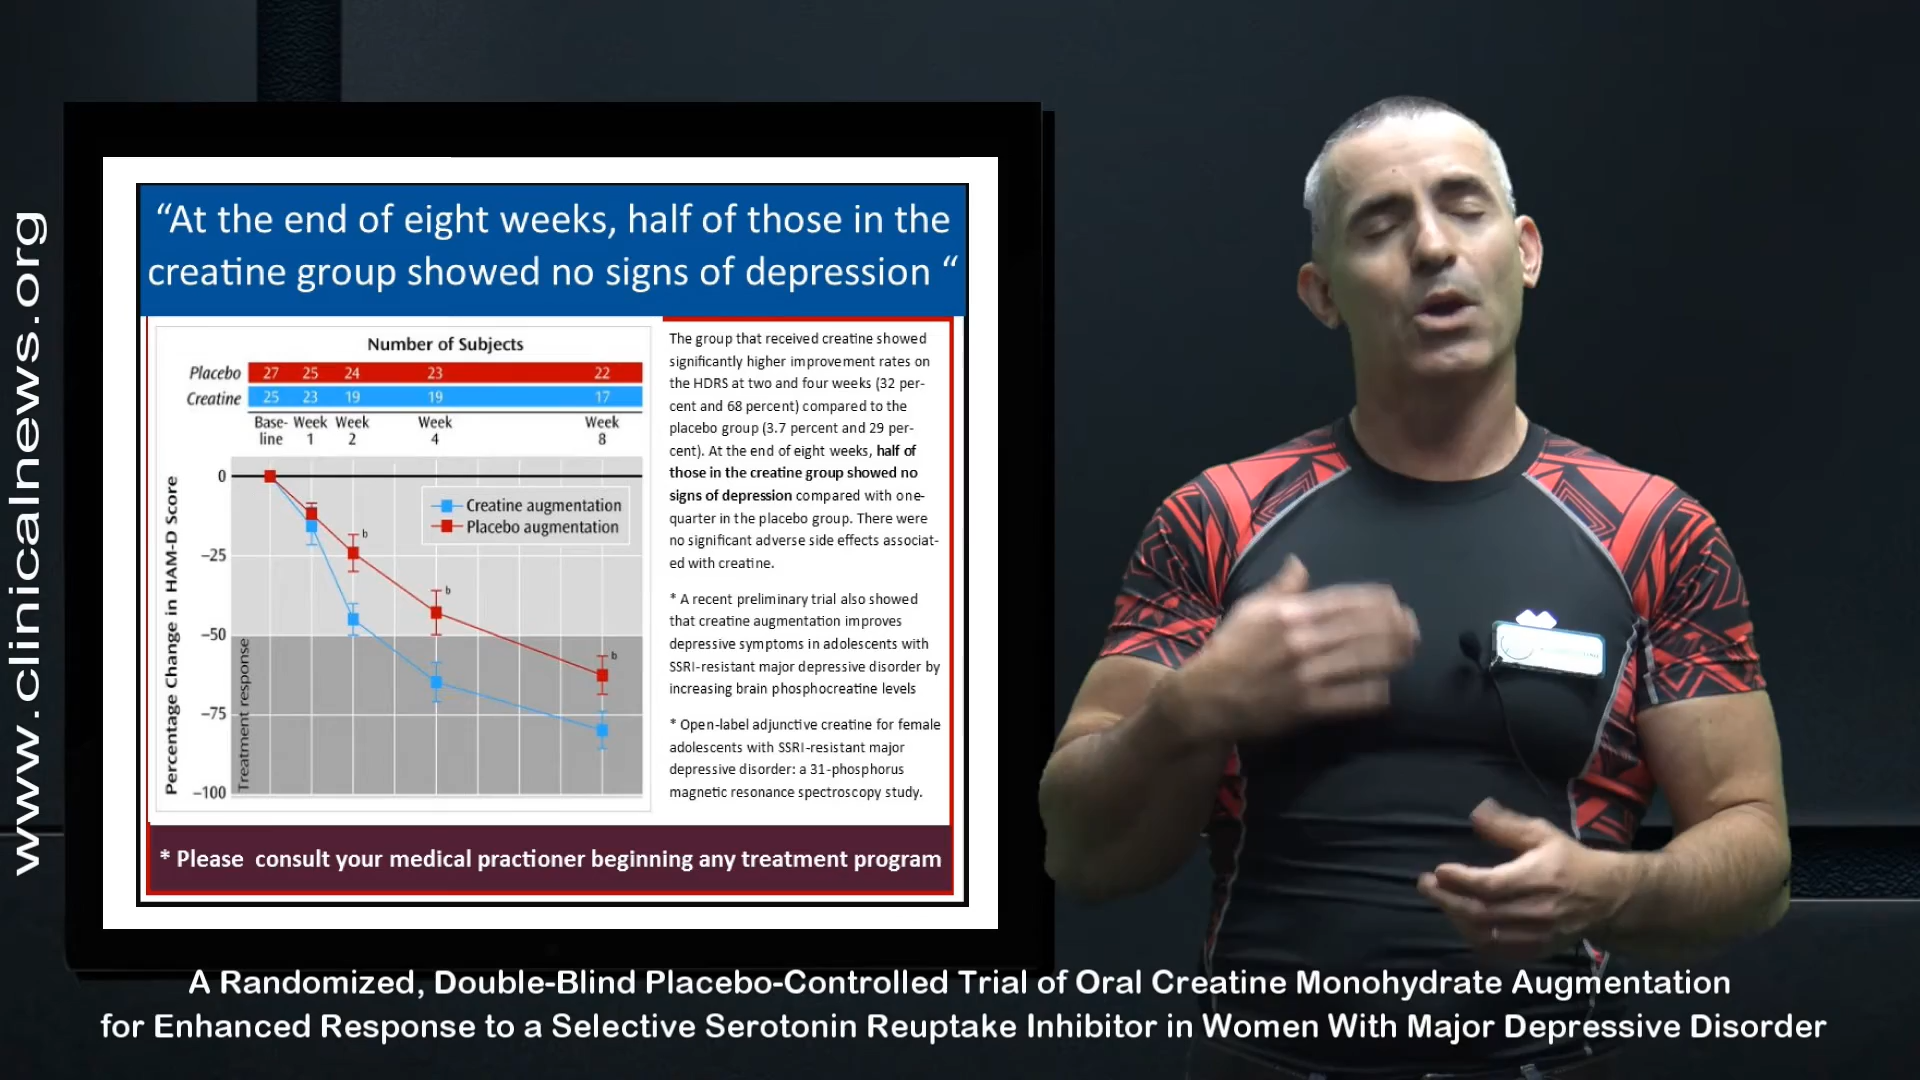 www.clinicalnews.org
“At the end of eight weeks, half of those in the
creatine group showed no signs of depression “
Number of Subjects
Placebo 27 25 24 23 22
Creatine 25 23 19 19 17
Base-
line
Week
1
Week
2
Week
4
Week
8
Percentage Change in HAM-D Score
0
−25
−50
−75
−100
Treatment response
Creatine augmentation
Placebo augmentation
b
b
b
The group that received creatine showed
significantly higher improvement rates on
the HDRS at two and four weeks (32 per-
cent and 68 percent) compared to the
placebo group (3.7 percent and 29 per-
cent). At the end of eight weeks, half of
those in the creatine group showed no
signs of depression compared with one-
quarter in the placebo group. There were
no significant adverse side effects associat-
ed with creatine.
* A recent preliminary trial also showed
that creatine augmentation improves
depressive symptoms in adolescents with
SSRI-resistant major depressive disorder by
increasing brain phosphocreatine levels
* Open-label adjunctive creatine for female
adolescents with SSRI-resistant major
depressive disorder: a 31-phosphorus
magnetic resonance spectroscopy study.
* Please consult your medical practioner beginning any treatment program
A Randomized, Double-Blind Placebo-Controlled Trial of Oral Creatine Monohydrate Augmentation
for Enhanced Response to a Selective Serotonin Reuptake Inhibitor in Women With Major Depressive Disorder